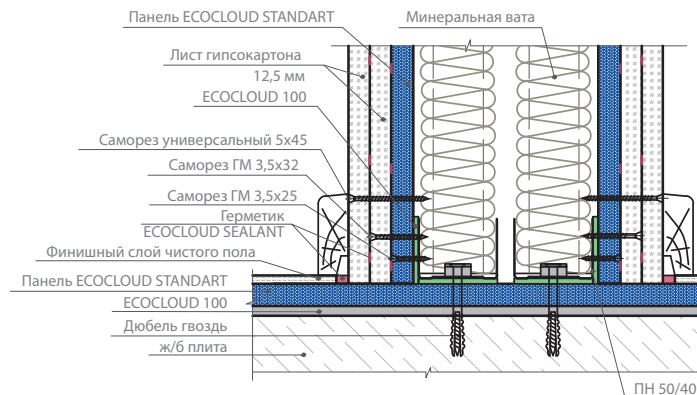 Панель ECOCLOUD STANDART
Минеральная вата
Лист гипсокартона
12,5 мм
ECOCLOUD 100
Саморез универсальный 5х45
Саморез ГМ 3,5х32
Саморез ГМ 3,5х25
Герметик
ECOCLOUD SEALANT
Финишный слой чистого пола
Панель ECOCLOUD STANDART
ECOCLOUD 100
Дюбель гвоздь
ж/б плита
ПН 50/40